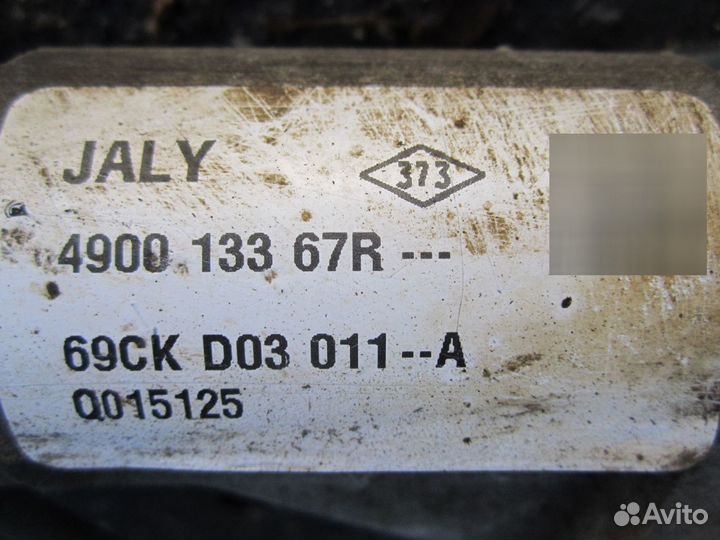 JALY
373
4900 133 67R ---
69CK D03 011--A
Q015125
Avito